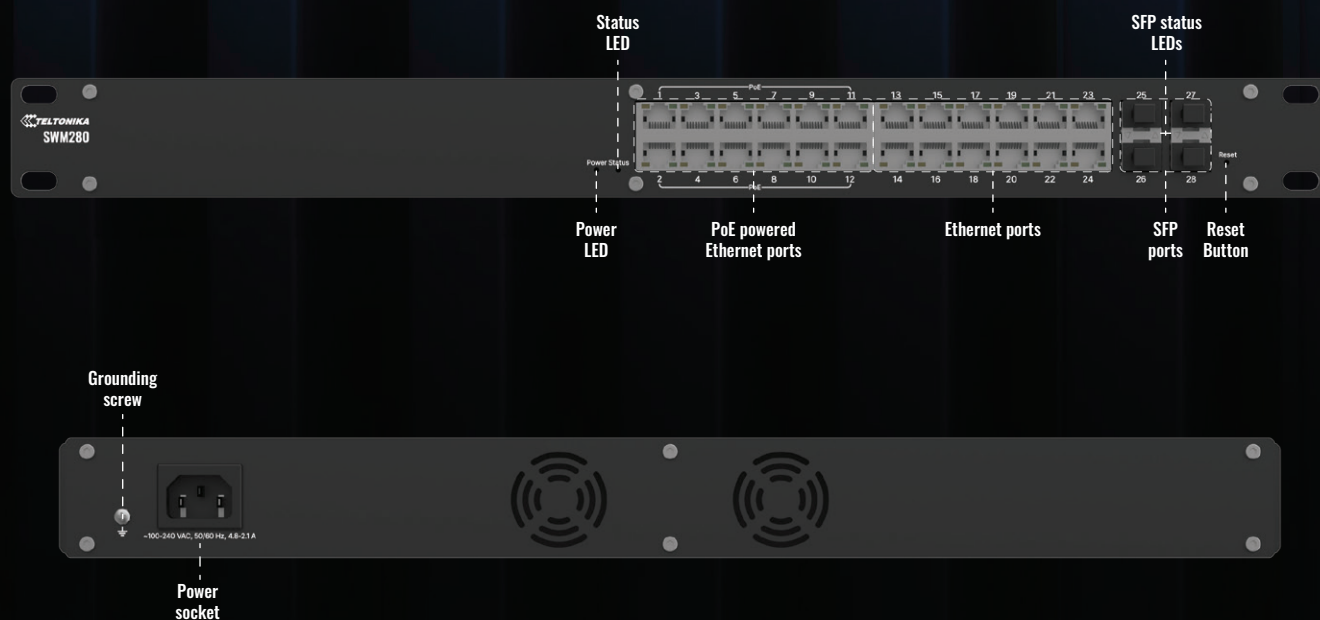 Status
LED
SFP status
LEDs
PoE
1 3 5 7 9 11 13 15 17 19 21 23 25 27
TELTONIKA
SWM280
Power Status
Reset
2 4 6 8 10 12 14 16 18 20 22 24 26 28
PoE
Power
LED
PoE powered
Ethernet ports
Ethernet ports
SFP
ports
Reset
Button
Grounding
screw
~100-240 VAC, 50/60 Hz, 4.8-2.1 A
Power
socket